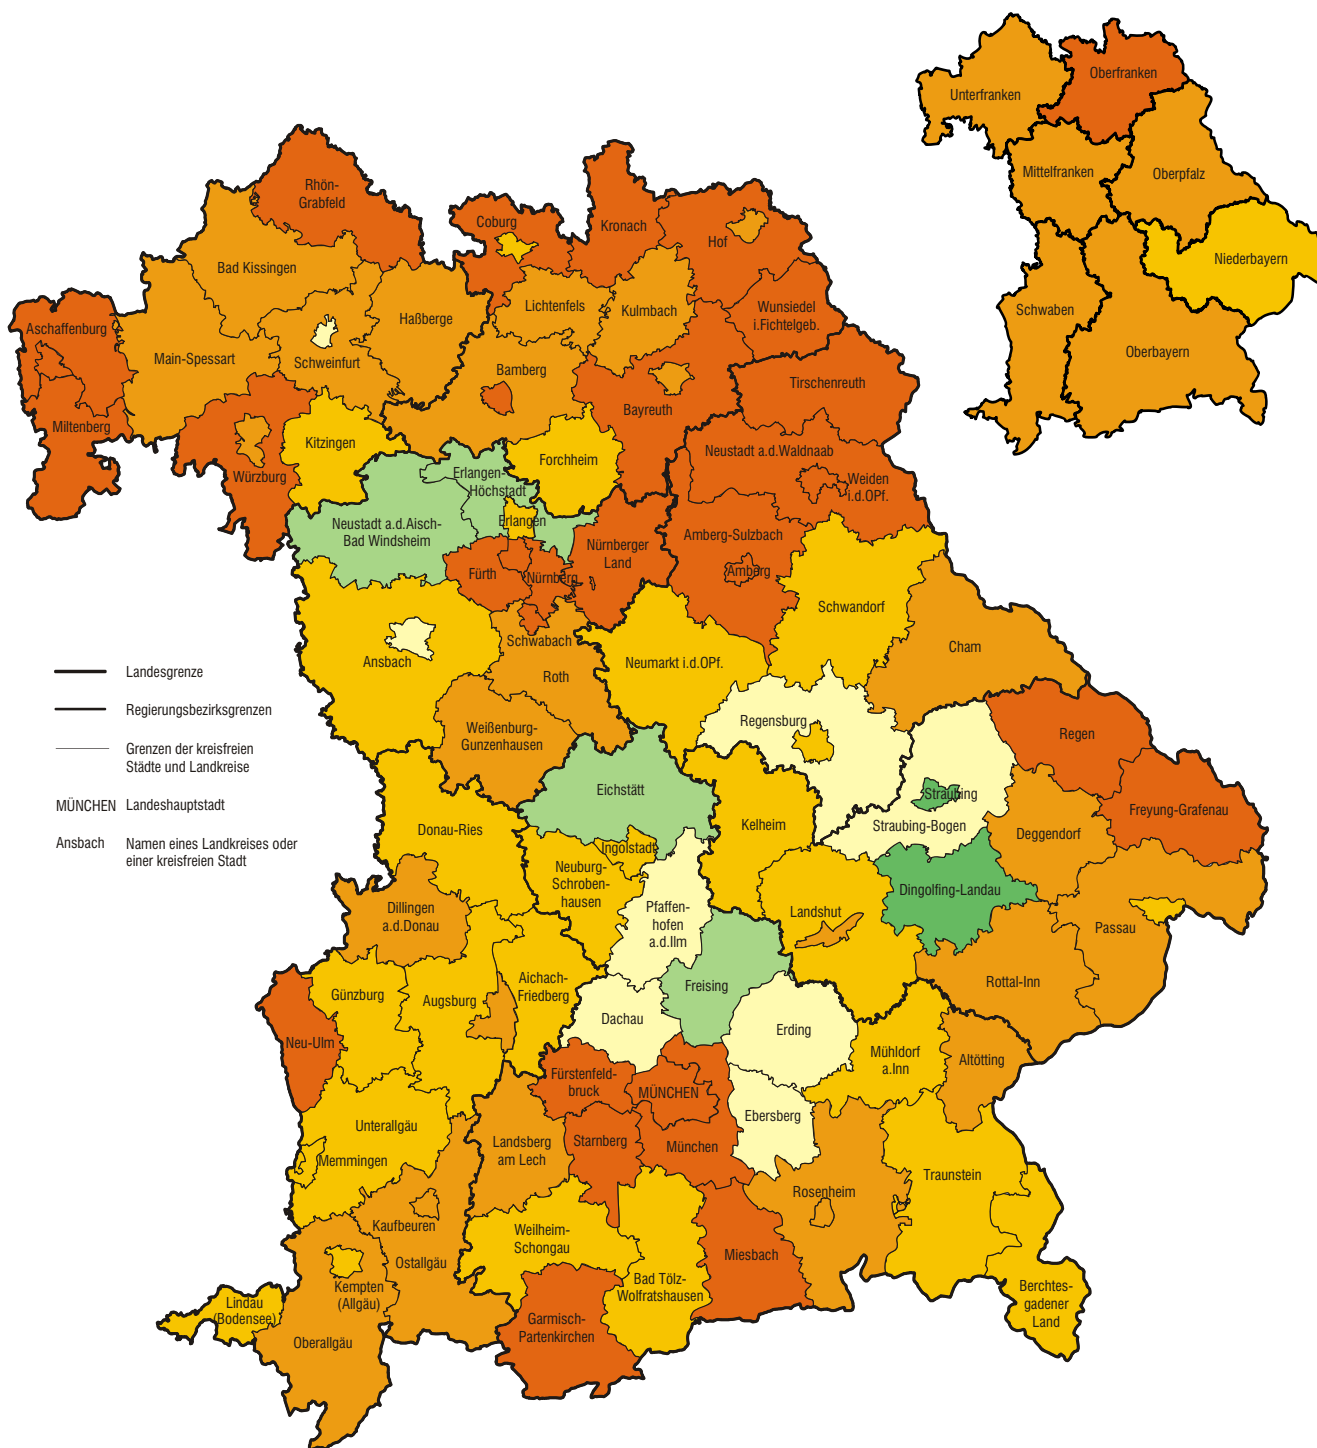 Unterfranken
Oberfranken
Mittelfranken
Oberpfalz
Niederbayern
Schwaben
Oberbayern
Rhön-
Grabfeld
Coburg
Kronach
Hof
Bad Kissingen
Lichtenfels
Kulmbach
Wunsiedel
i.Fichtelgeb.
Aschaffenburg
Main-Spessart
Schweinfurt
Haßberge
Bamberg
Bayreuth
Tirschenreuth
Miltenberg
Würzburg
Kitzingen
Forchheim
Neustadt a.d.Waldnaab
Weiden
i.d.OPf.
Erlangen-
Höchstadt
Neustadt a.d.Aisch-
Bad Windsheim
Erlangen
Nürnberger
Land
Amberg-Sulzbach
Amberg
Fürth
Nürnberg
Schwandorf
Ansbach
Schwabach
Roth
Neumarkt i.d.OPf.
Cham
Landesgrenze
Regierungsbezirksgrenzen
Grenzen der kreisfreien
Städte und Landkreise
MÜNCHEN Landeshauptstadt
Ansbach Namen eines Landkreises oder
einer kreisfreien Stadt
Weißenburg-
Gunzenhausen
Regensburg
Regen
Eichstätt
Straubing
Freyung-Grafenau
Donau-Ries
Kelheim
Straubing-Bogen
Deggendorf
Ingolstadt
Neuburg-
Schroben-
hausen
Dingolfing-Landau
Dillingen
a.d.Donau
Pfaffen-
hofen
a.d.Ilm
Landshut
Passau
Rottal-Inn
Günzburg
Augsburg
Aichach-
Friedberg
Freising
Dachau
Erding
Neu-Ulm
Mühldorf
a.Inn
Altötting
Fürstenfeld-
bruck
MÜNCHEN
Ebersberg
Unterallgäu
Memmingen
Landsberg
am Lech
Starnberg
München
Traunstein
Rosenheim
Kaufbeuren
Ostallgäu
Weilheim-
Schongau
Miesbach
Kempten
(Allgäu)
Bad Tölz-
Wolfratshausen
Berchtes-
gadener
Land
Lindau
(Bodensee)
Oberallgäu
Garmisch-
Partenkirchen